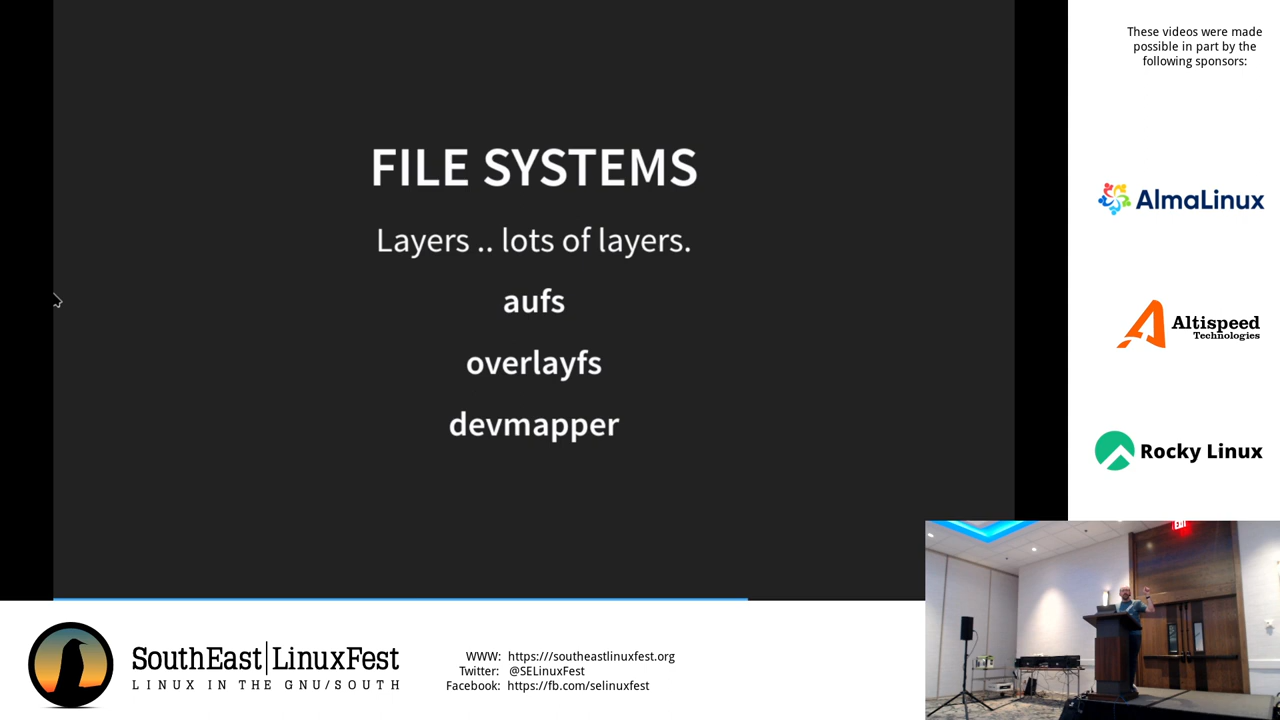 FILE SYSTEMS
Layers .. lots of layers.
aufs
overlayfs
devmapper
These videos were made
possible in part by the
following sponsors:
AlmaLinux
Altispeed
Technologies
Rocky Linux
EXIT
SouthEast|LinuxFest
LINUX IN THE GNU/SOUTH
WWW: https:///southeastlinuxfest.org
Twitter: @SELinuxFest
Facebook: https://fb.com/selinuxfest